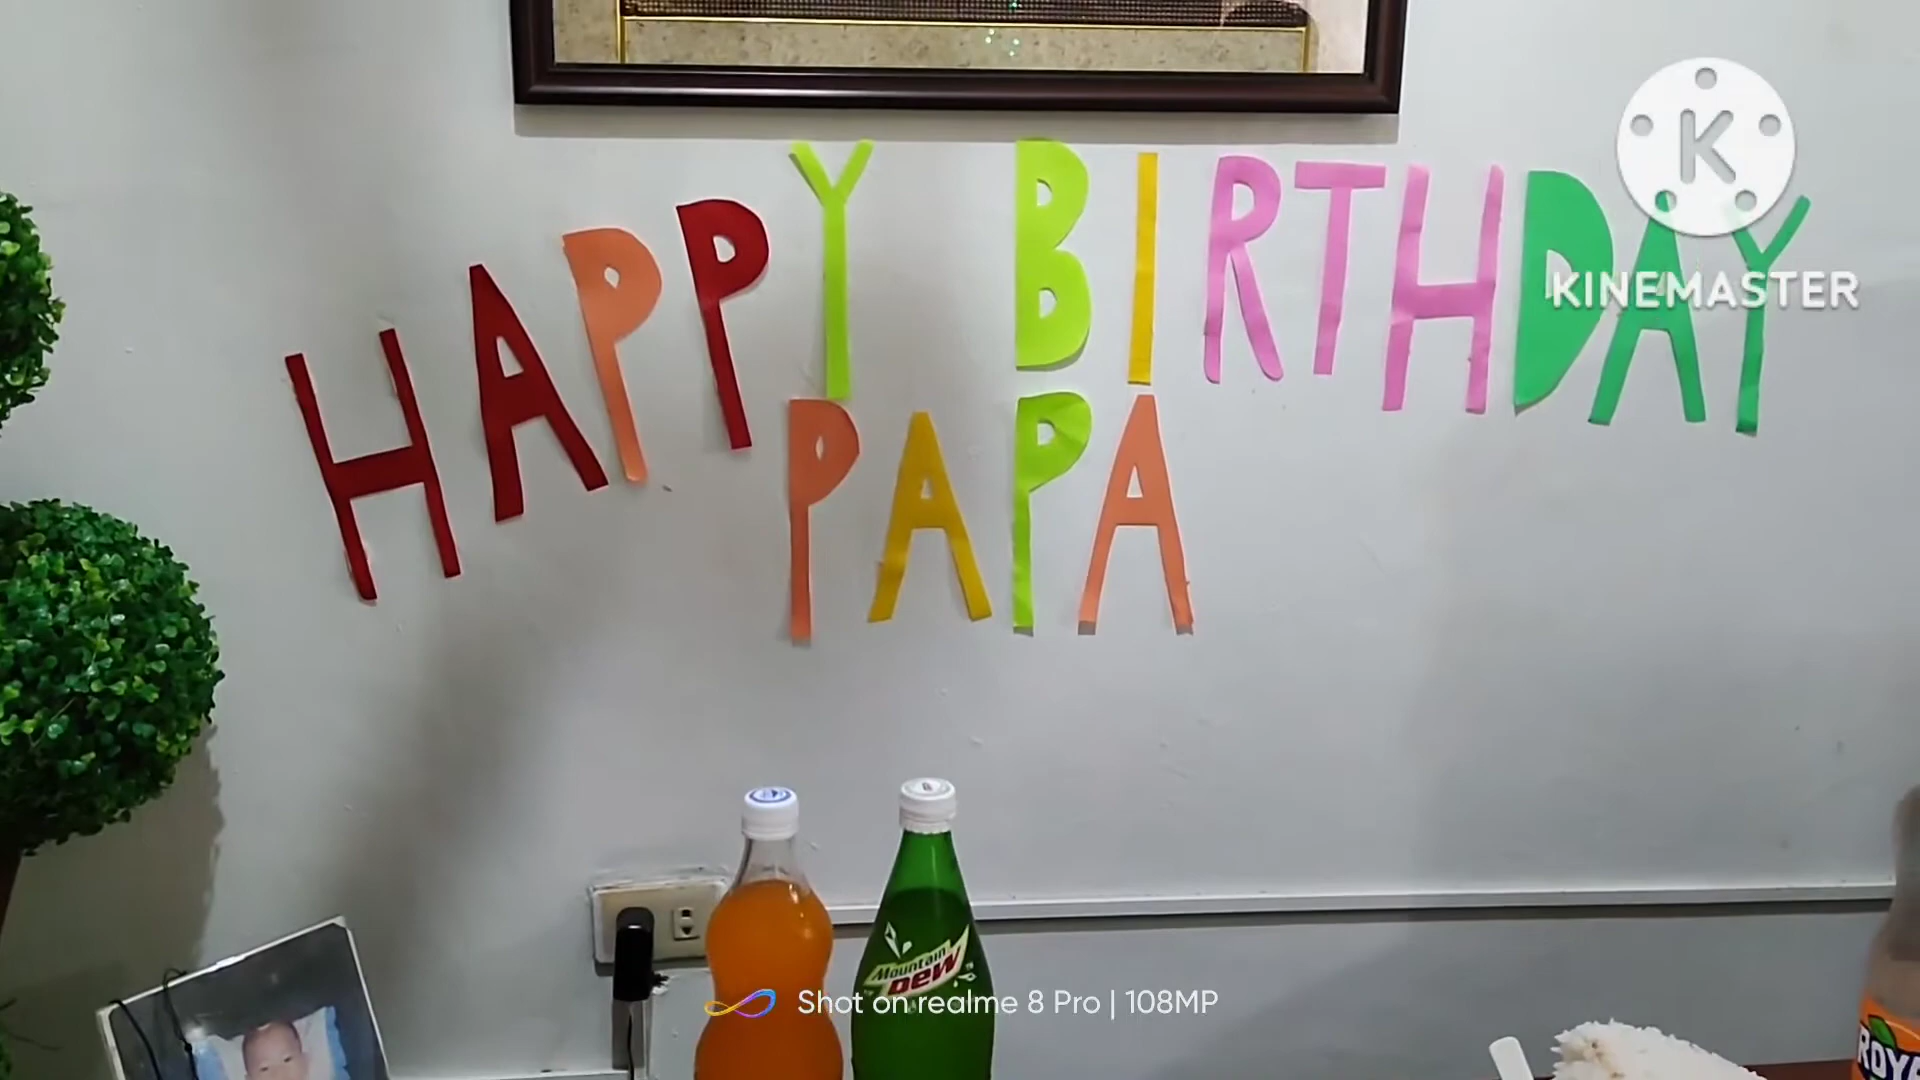 HAPPY BIRTHDAY
PAPA
K
KINEMASTER
Mountain
Dew
Shot on realme 8 Pro | 108MP